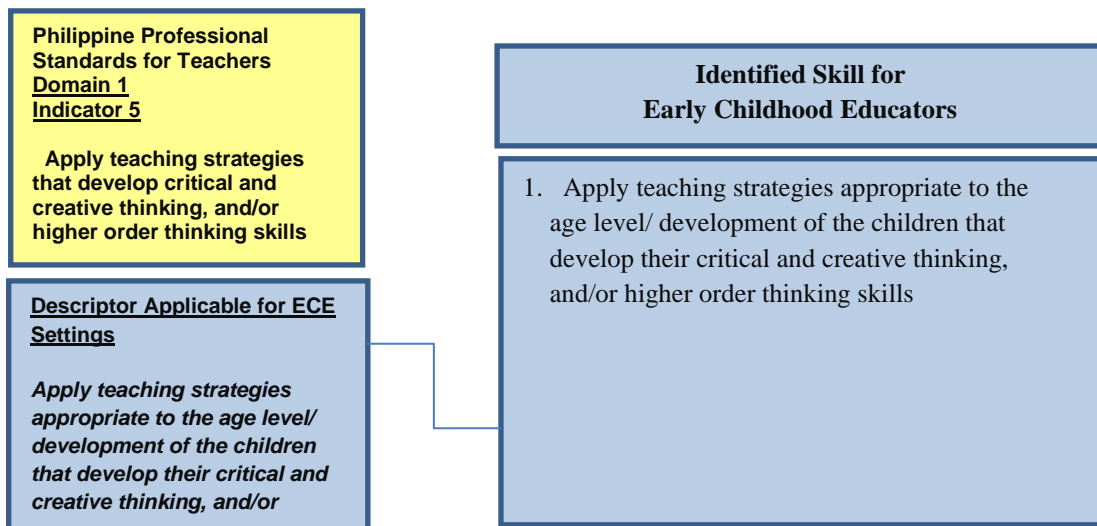 Philippine Professional
Standards for Teachers
Domain 1
Indicator 5
Apply teaching strategies
that develop critical and
creative thinking, and/or
higher order thinking skills
Descriptor Applicable for ECE
Settings
Apply teaching strategies
appropriate to the age level/
development of the children
that develop their critical and
creative thinking, and/or
Identified Skill for
Early Childhood Educators
1. Apply teaching strategies appropriate to the
age level/ development of the children that
develop their critical and creative thinking,
and/or higher order thinking skills